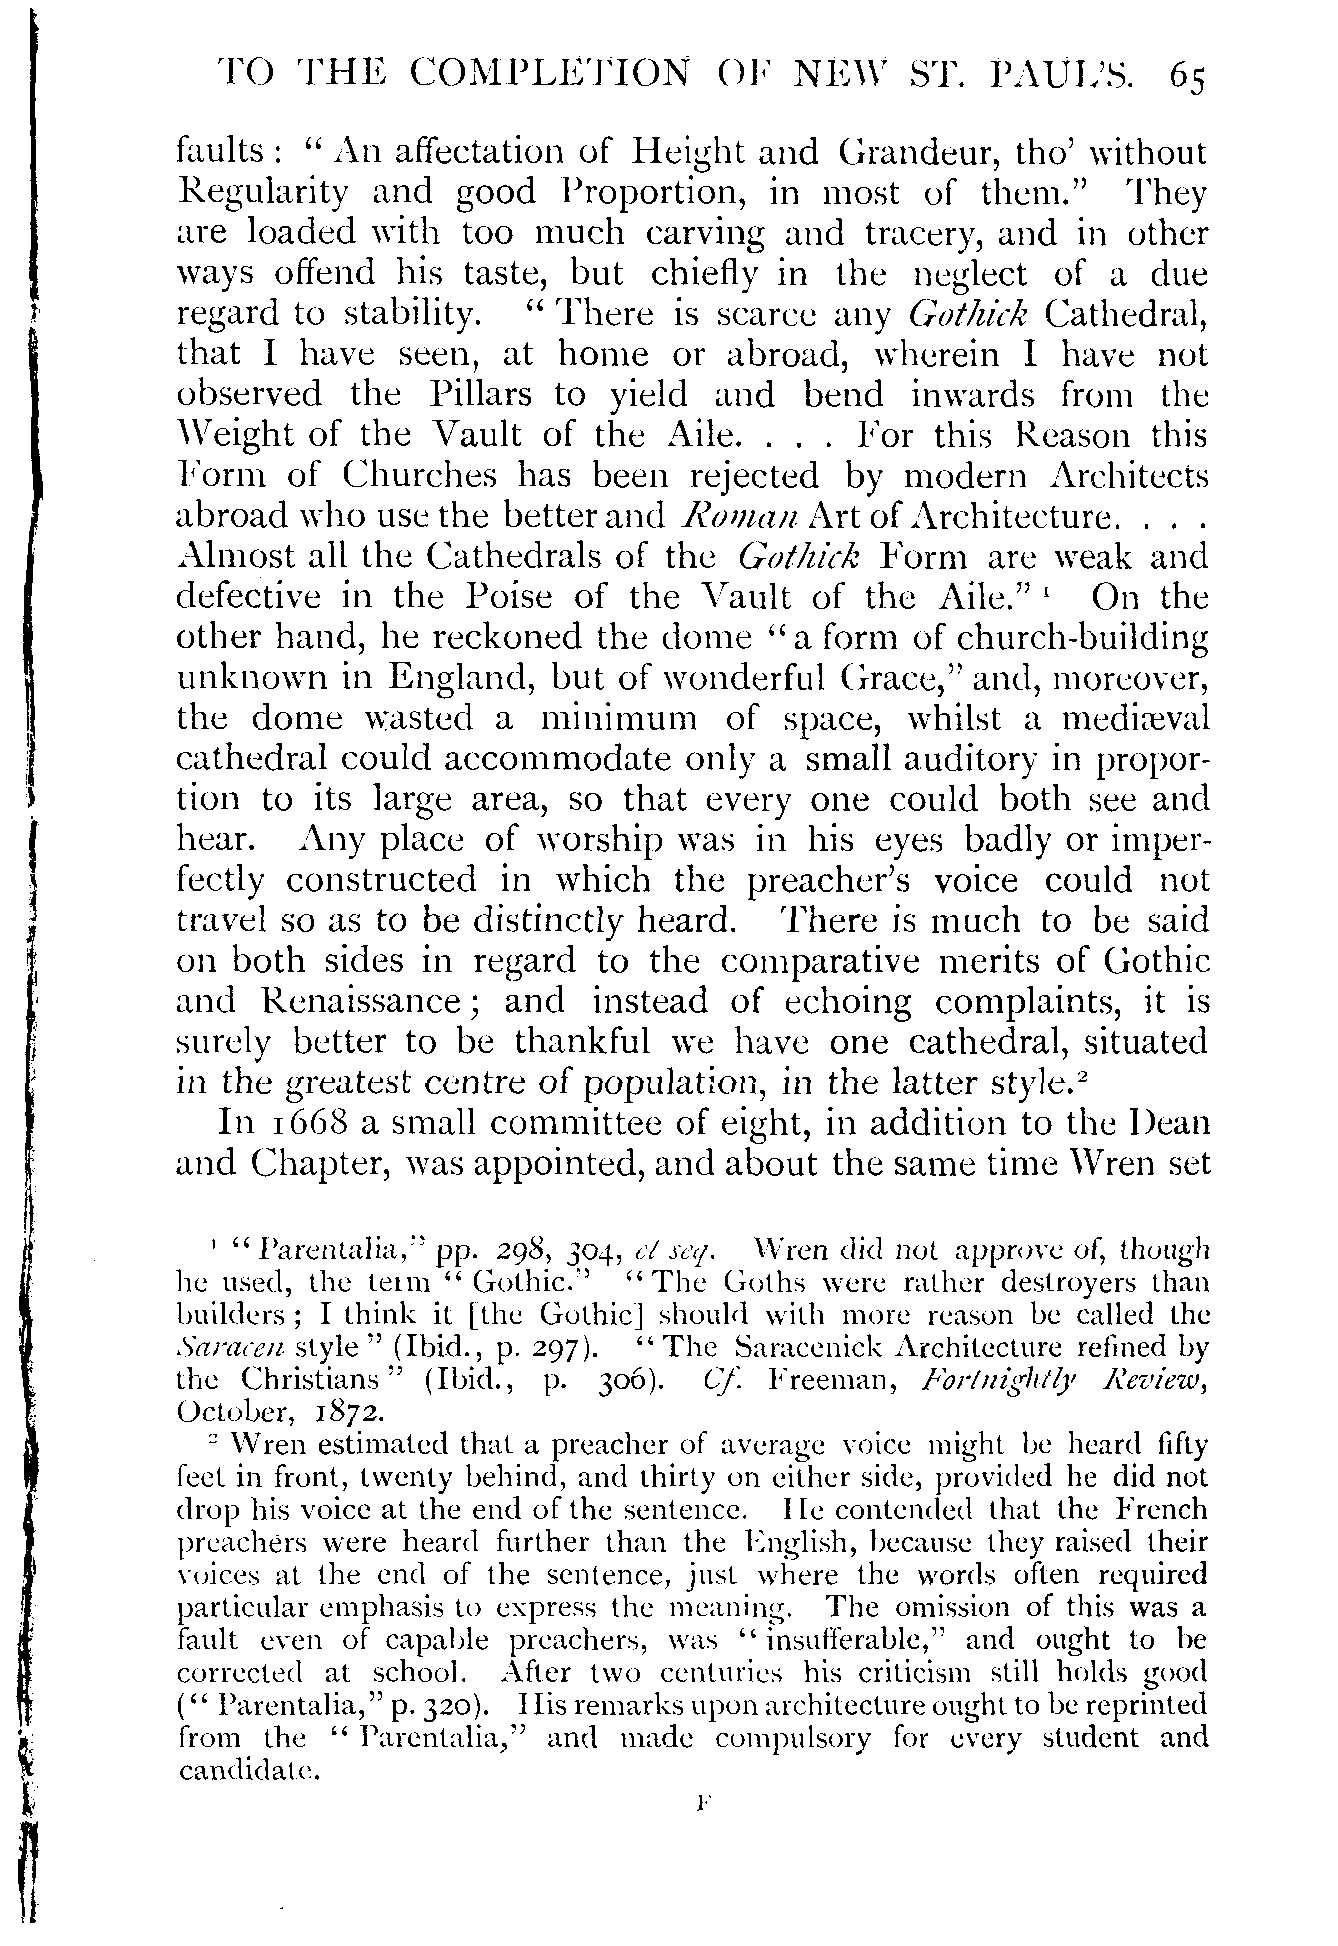 TO THE COMPLETION OF NEW ST. PAUL'S. 65
faults : “ An affectation of Height and Grandeur, tho' without
Regularity and good Proportion, in most of them.” They
are loaded with too much carving and tracery, and in other
ways offend his taste, but chiefly in the neglect of a due
regard to stability. “ There is scarce any Gothick Cathedral,
that I have seen, at home or abroad, wherein I have not
observed the Pillars to yield and bend inwards from the
Weight of the Vault of the Aile. . . . For this Reason this
Form of Churches has been rejected by modern Architects
abroad who use the better and Roman Art of Architecture. . . .
Almost all the Cathedrals of the Gothick Form are weak and
defective in the Poise of the Vault of the Aile.” ¹ On the
other hand, he reckoned the dome “ a form of church-building
unknown in England, but of wonderful Grace,” and, moreover,
the dome wasted a minimum of space, whilst a mediæval
cathedral could accommodate only a small auditory in propor-
tion to its large area, so that every one could both see and
hear. Any place of worship was in his eyes badly or imper-
fectly constructed in which the preacher's voice could not
travel so as to be distinctly heard. There is much to be said
on both sides in regard to the comparative merits of Gothic
and Renaissance ; and instead of echoing complaints, it is
surely better to be thankful we have one cathedral, situated
in the greatest centre of population, in the latter style.²
In 1668 a small committee of eight, in addition to the Dean
and Chapter, was appointed, and about the same time Wren set
¹ “ Parentalia,” pp. 298, 304, et seq. Wren did not approve of, though
he used, the term “ Gothic.” “ The Goths were rather destroyers than
builders ; I think it [the Gothic] should with more reason be called the
Saracen style ” (Ibid., p. 297). “ The Saracenick Architecture refined by
the Christians ” (Ibid., p. 306). Cf. Freeman, Fortnightly Review,
October, 1872.
² Wren estimated that a preacher of average voice might be heard fifty
feet in front, twenty behind, and thirty on either side, provided he did not
drop his voice at the end of the sentence. He contended that the French
preachers were heard further than the English, because they raised their
voices at the end of the sentence, just where the words often required
particular emphasis to express the meaning. The omission of this was a
fault even of capable preachers, was “ insufferable,” and ought to be
corrected at school. After two centuries his criticism still holds good
(“ Parentalia,” p. 320). His remarks upon architecture ought to be reprinted
from the “ Parentalia,” and made compulsory for every student and
candidate.
F